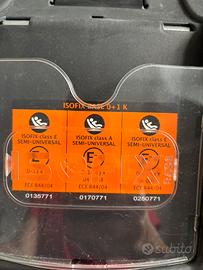 ISOFIX BASE 0+1 K
ISOFIX class E
SEMI-UNIVERSAL
ISOFIX class A
SEMI-UNIVERSAL
ISOFIX class E
SEMI-UNIVERSAL
E
E
E
ECE R44/04
ECE R44/04
ECE R44/04
0135771
0170771
0260771
subito